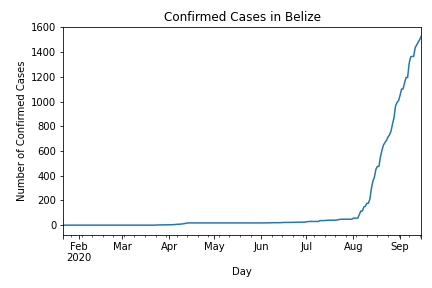 Confirmed Cases in Belize
Number of Confirmed Cases
1600
1400
1200
1000
800
600
400
200
0
Feb Mar Apr May Jun Jul Aug Sep
2020
Day